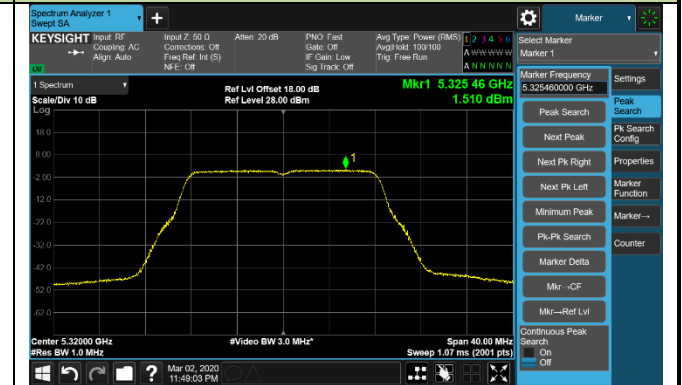 Spectrum Analyzer 1
Swept SA
Marker
KEYSIGHT
Input: RF
Coupling: AC
Align: Auto
Input Z: 50 Ω
Corrections: Off
Freq Ref: Int (S)
NFE: Off
Atten: 20 dB
PNO: Fast
Gate: Off
IF Gain: Low
Sig Track: Off
Avg Type: Power (RMS)
Avg|Hold: 100/100
Trig: Free Run
1 2 3 4 5 6
A W W W W W
A N N N N N
Select Marker
Marker 1
1 Spectrum
Scale/Div 10 dB
Log
Ref Lvl Offset 18.00 dB
Ref Level 28.00 dBm
Mkr1 5.325 46 GHz
1.510 dBm
18.0
8.00
-2.00
-12.0
-22.0
-32.0
-42.0
-52.0
-62.0
1
Center 5.32000 GHz
#Res BW 1.0 MHz
#Video BW 3.0 MHz*
Span 40.00 MHz
Sweep 1.07 ms (2001 pts)
Marker Frequency
5.325460000 GHz
Peak Search
Next Peak
Next Pk Right
Next Pk Left
Minimum Peak
Pk-Pk Search
Marker Delta
Mkr→CF
Mkr→Ref Lvl
Continuous Peak
Search
On
Off
Settings
Peak
Search
Pk Search
Config
Properties
Marker
Function
Marker→
Counter
Mar 02, 2020
11:49:03 PM